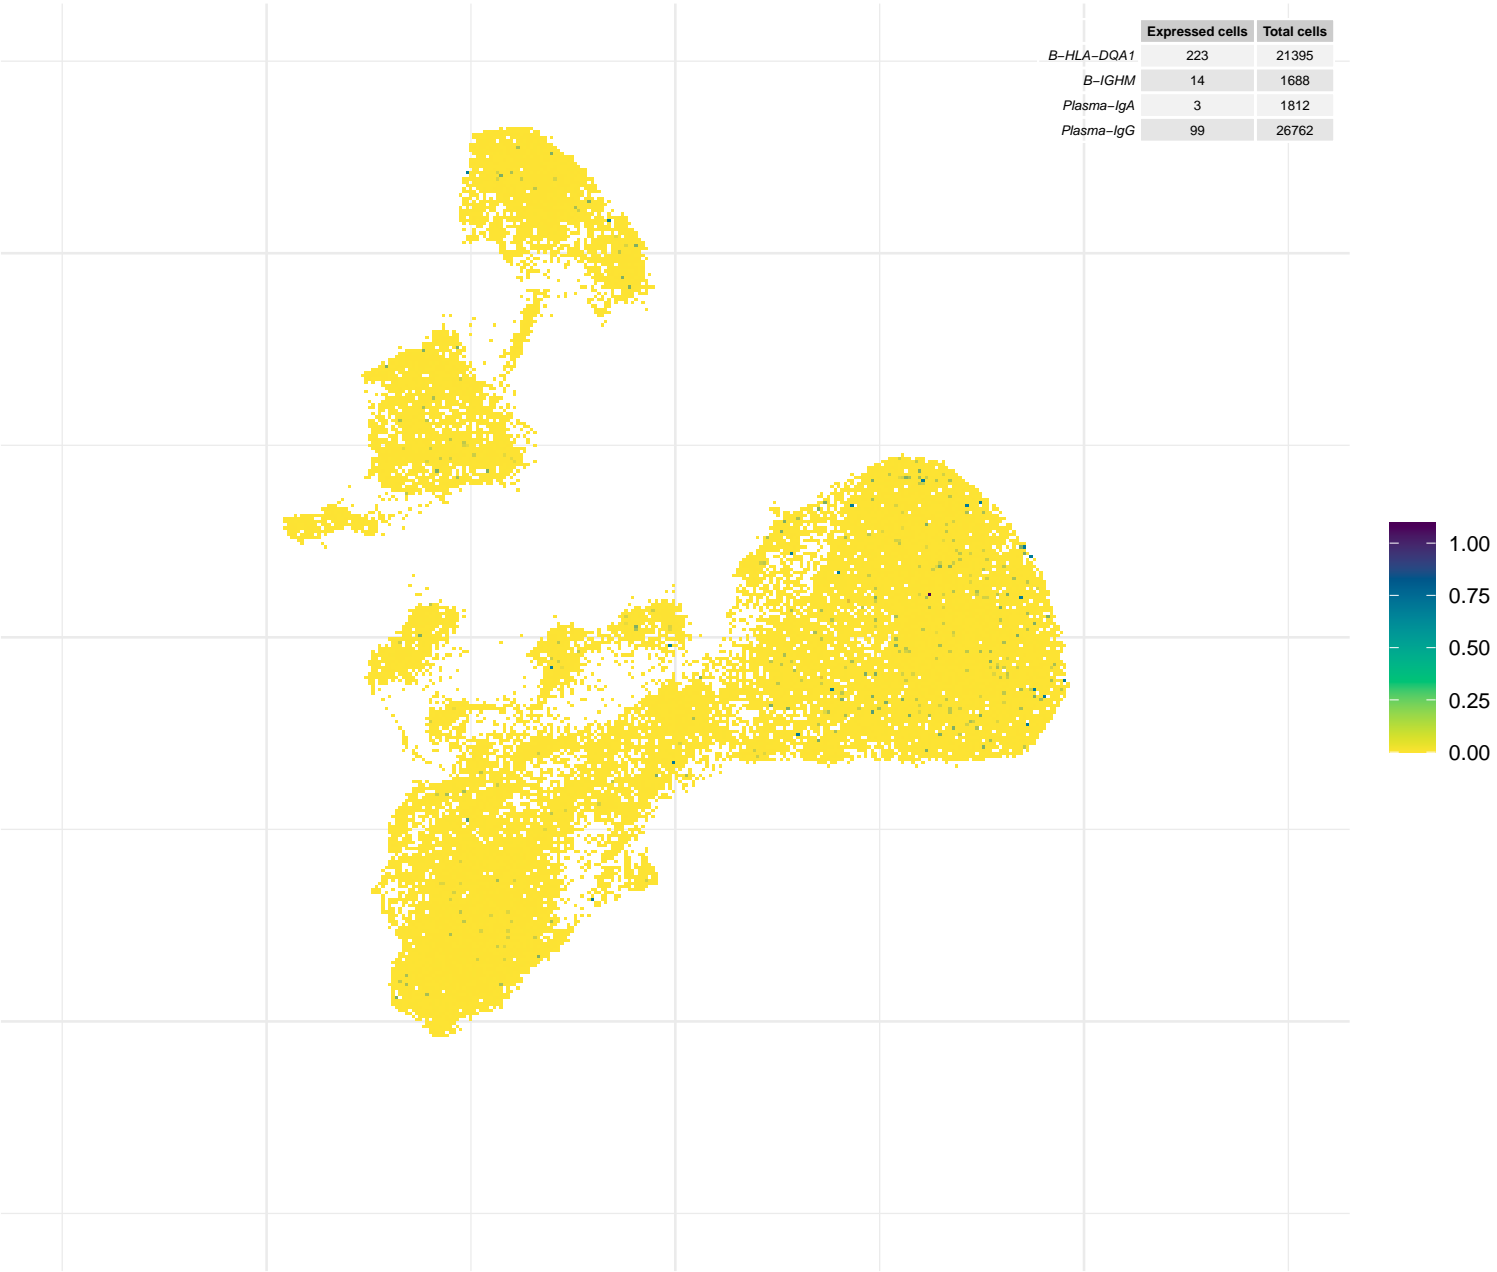 Expressed cells Total cells
B−HLA−DQA1 223 21395
B−IGHM 14 1688
Plasma−IgA 3 1812
Plasma−IgG 99 26762
1.00
0.75
0.50
0.25
0.00